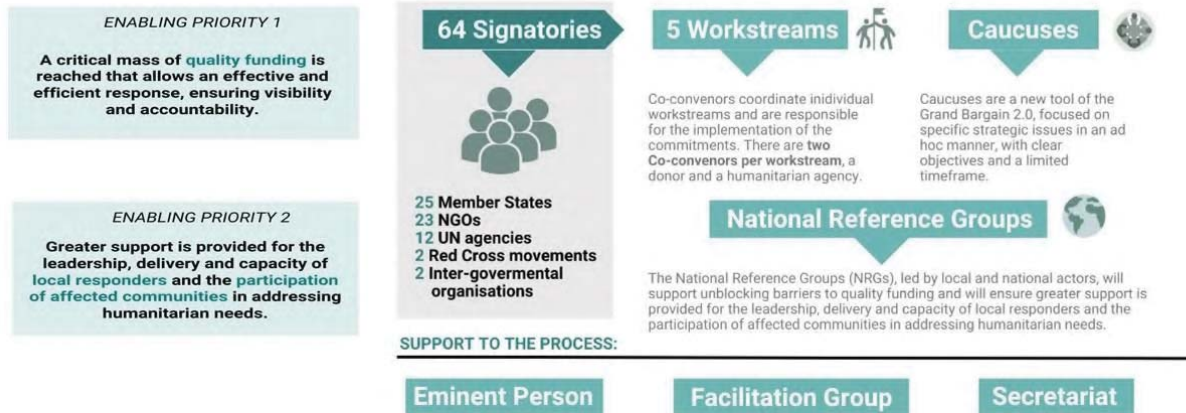 ENABLING PRIORITY 1
A critical mass of quality funding is
reached that allows an effective and
efficient response, ensuring visibility
and accountability.
ENABLING PRIORITY 2
Greater support is provided for the
leadership, delivery and capacity of
local responders and the participation
of affected communities in addressing
humanitarian needs.
64 Signatories
25 Member States
23 NGOs
12 UN agencies
2 Red Cross movements
2 Inter-govermental
organisations
5 Workstreams
Co-convenors coordinate inidividual
workstreams and are responsible
for the implementation of the
commitments. There are two
Co-convenors per workstream, a
donor and a humanitarian agency.
Caucuses
Caucuses are a new tool of the
Grand Bargain 2.0, focused on
specific strategic issues in an ad
hoc manner, with clear
objectives and a limited
timeframe.
National Reference Groups
The National Reference Groups (NRGs), led by local and national actors, will
support unblocking barriers to quality funding and will ensure greater support is
provided for the leadership, delivery and capacity of local responders and the
participation of affected communities in addressing humanitarian needs.
SUPPORT TO THE PROCESS:
Eminent Person
Facilitation Group
Secretariat